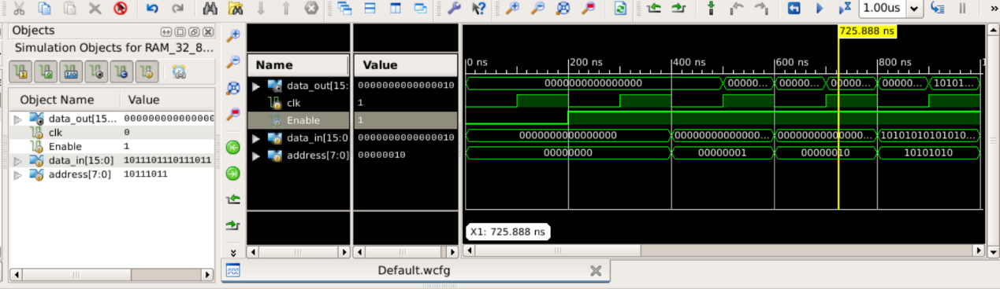 1.00us
»
Objects
Simulation Objects for RAM_32_8...
Object Name Value
data_out[15... 0000000000000000
clk 0
Enable 1
data_in[15:0] 1011101110111011
address[7:0] 10111011
Name Value
data_out[15: 0000000000000010
clk 1
Enable 1
data_in[15:0 0000000000000010
address[7:0] 00000010
725.888 ns
0 ns 200 ns 400 ns 600 ns 800 ns 1
0000000000000000 00000... 00000... 00000... 00000... 10101...
0000000000000000 00000000000000... 00000000000000... 10101010101010...
00000000 00000001 00000010 10101010
X1: 725.888 ns
Default.wcfg